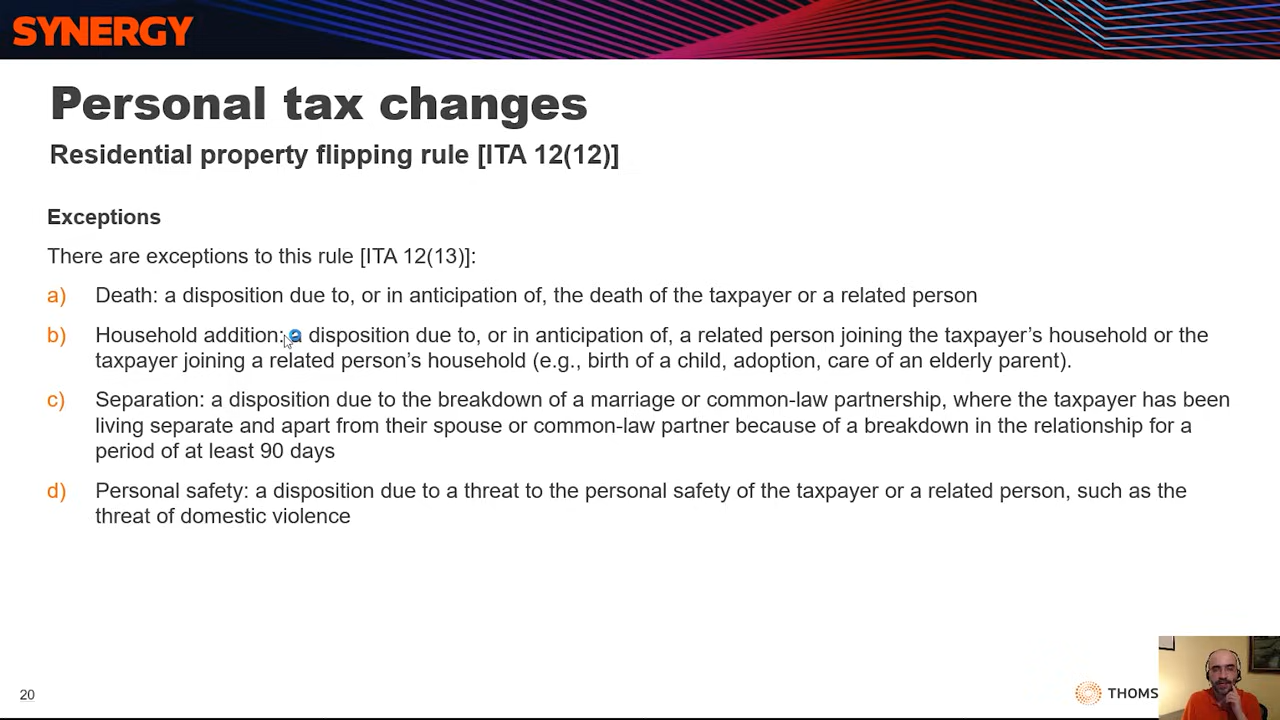 SYNERGY
Personal tax changes
Residential property flipping rule [ITA 12(12)]
Exceptions
There are exceptions to this rule [ITA 12(13)]:
a) Death: a disposition due to, or in anticipation of, the death of the taxpayer or a related person
b) Household addition: a disposition due to, or in anticipation of, a related person joining the taxpayer's household or the
taxpayer joining a related person's household (e.g., birth of a child, adoption, care of an elderly parent).
c) Separation: a disposition due to the breakdown of a marriage or common-law partnership, where the taxpayer has been
living separate and apart from their spouse or common-law partner because of a breakdown in the relationship for a
period of at least 90 days
d) Personal safety: a disposition due to a threat to the personal safety of the taxpayer or a related person, such as the
threat of domestic violence
20
THOMS